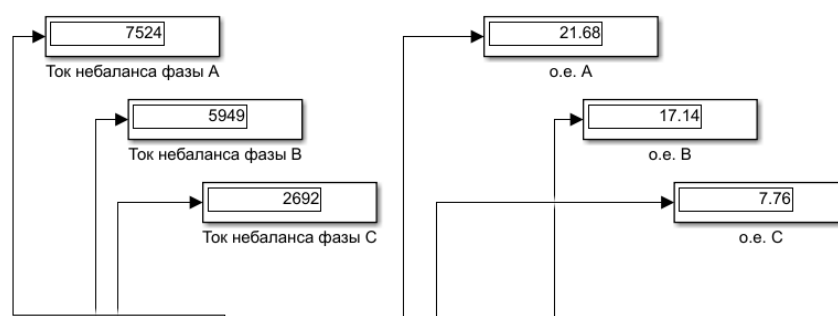 7524
Ток небаланса фазы A
21.68
о.е. A
5949
Ток небаланса фазы B
17.14
о.е. B
2692
Ток небаланса фазы C
7.76
о.е. C